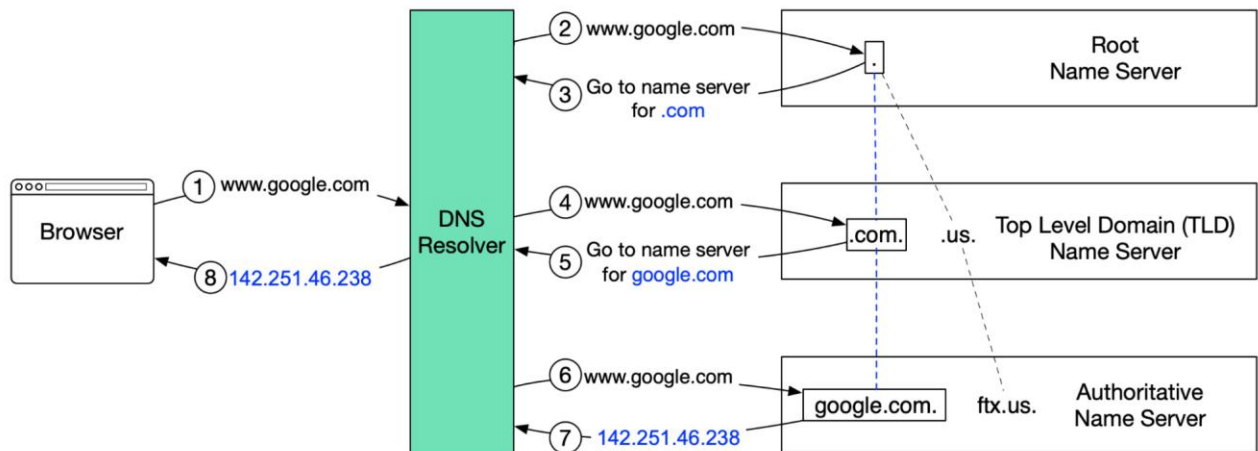 2 www.google.com
.
Root
Name Server
3 Go to name server
for .com
1 www.google.com
Browser
8 142.251.46.238
DNS
Resolver
4 www.google.com
.com.
.us.
Top Level Domain (TLD)
Name Server
5 Go to name server
for google.com
6 www.google.com
google.com.
ftx.us.
Authoritative
Name Server
7 142.251.46.238